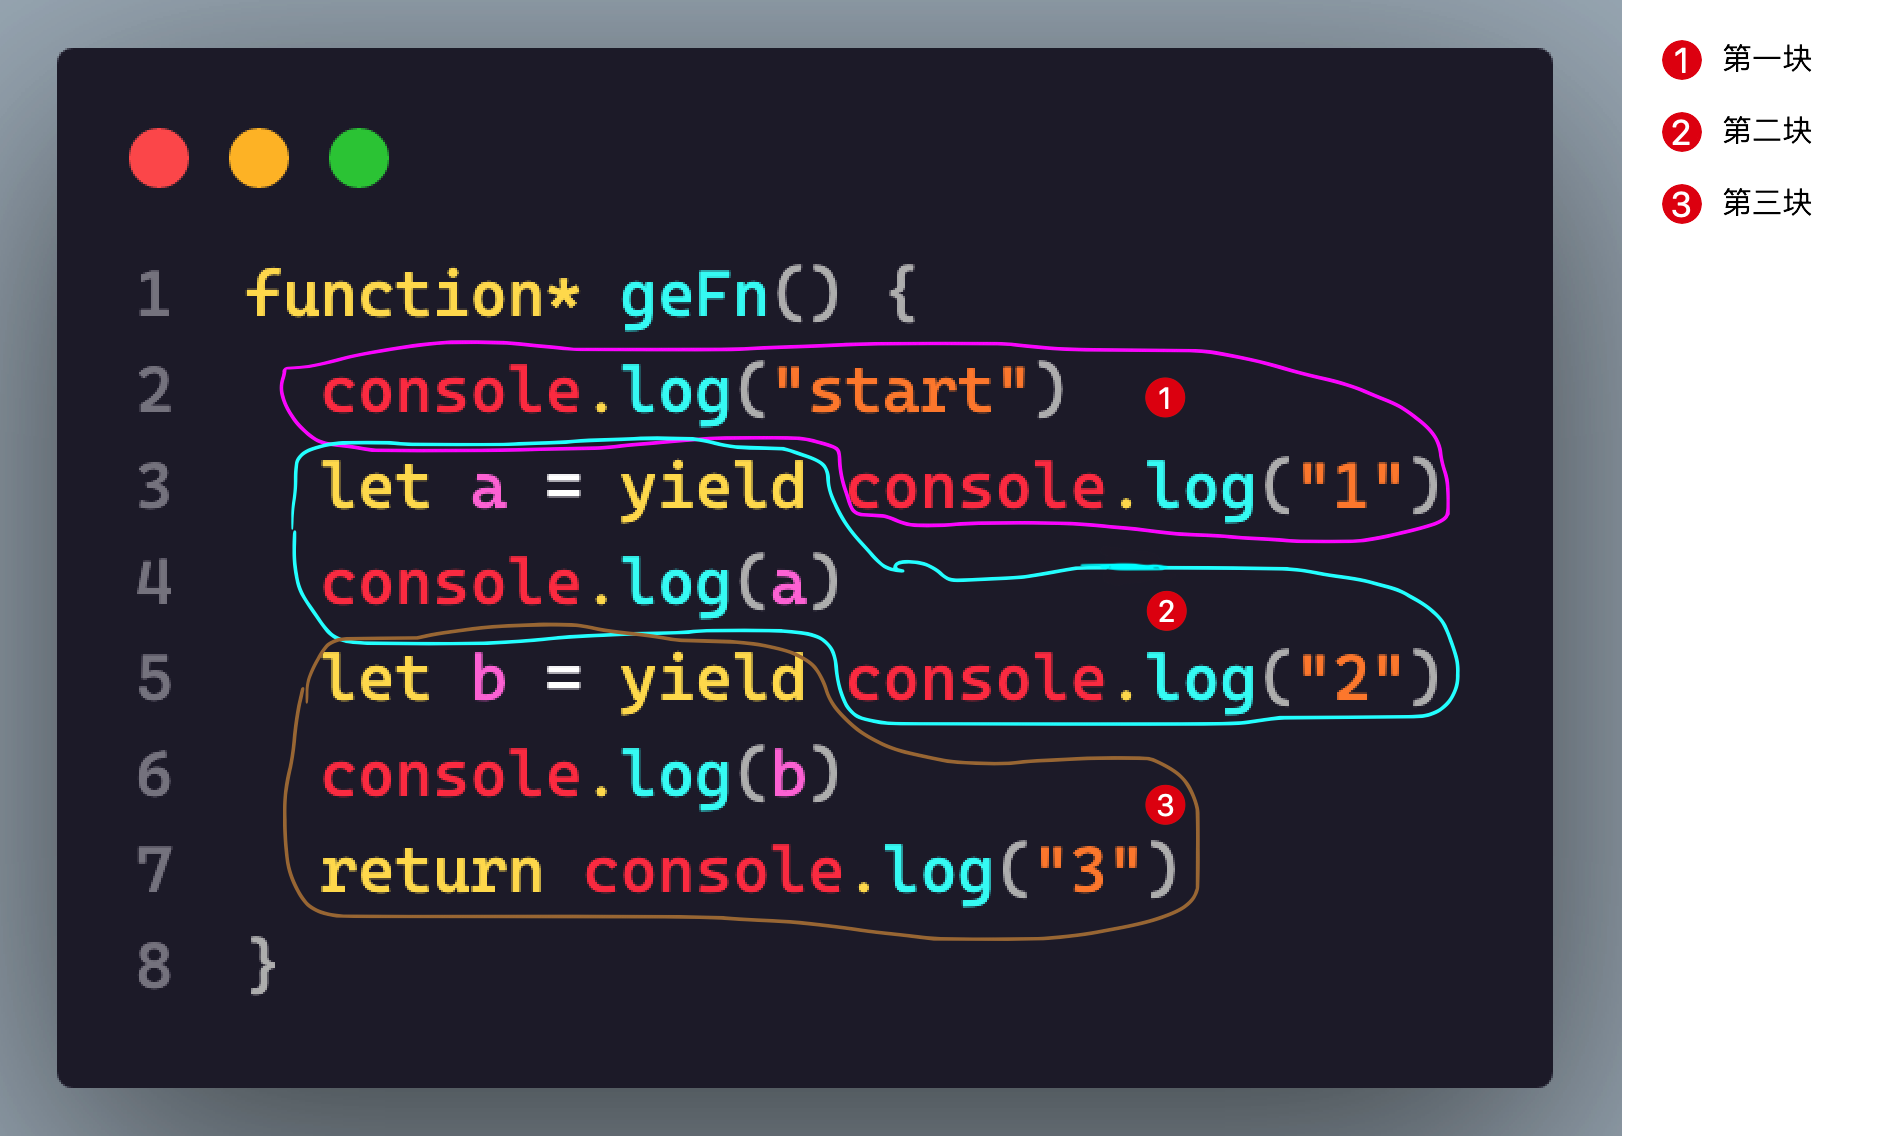 1 function* geFn() {
2 console.log("start") 1
3 let a = yield console.log("1")
4 console.log(a)
2
5 let b = yield console.log("2")
6 console.log(b)
3
7 return console.log("3")
8 }
1 第一块
2 第二块
3 第三块